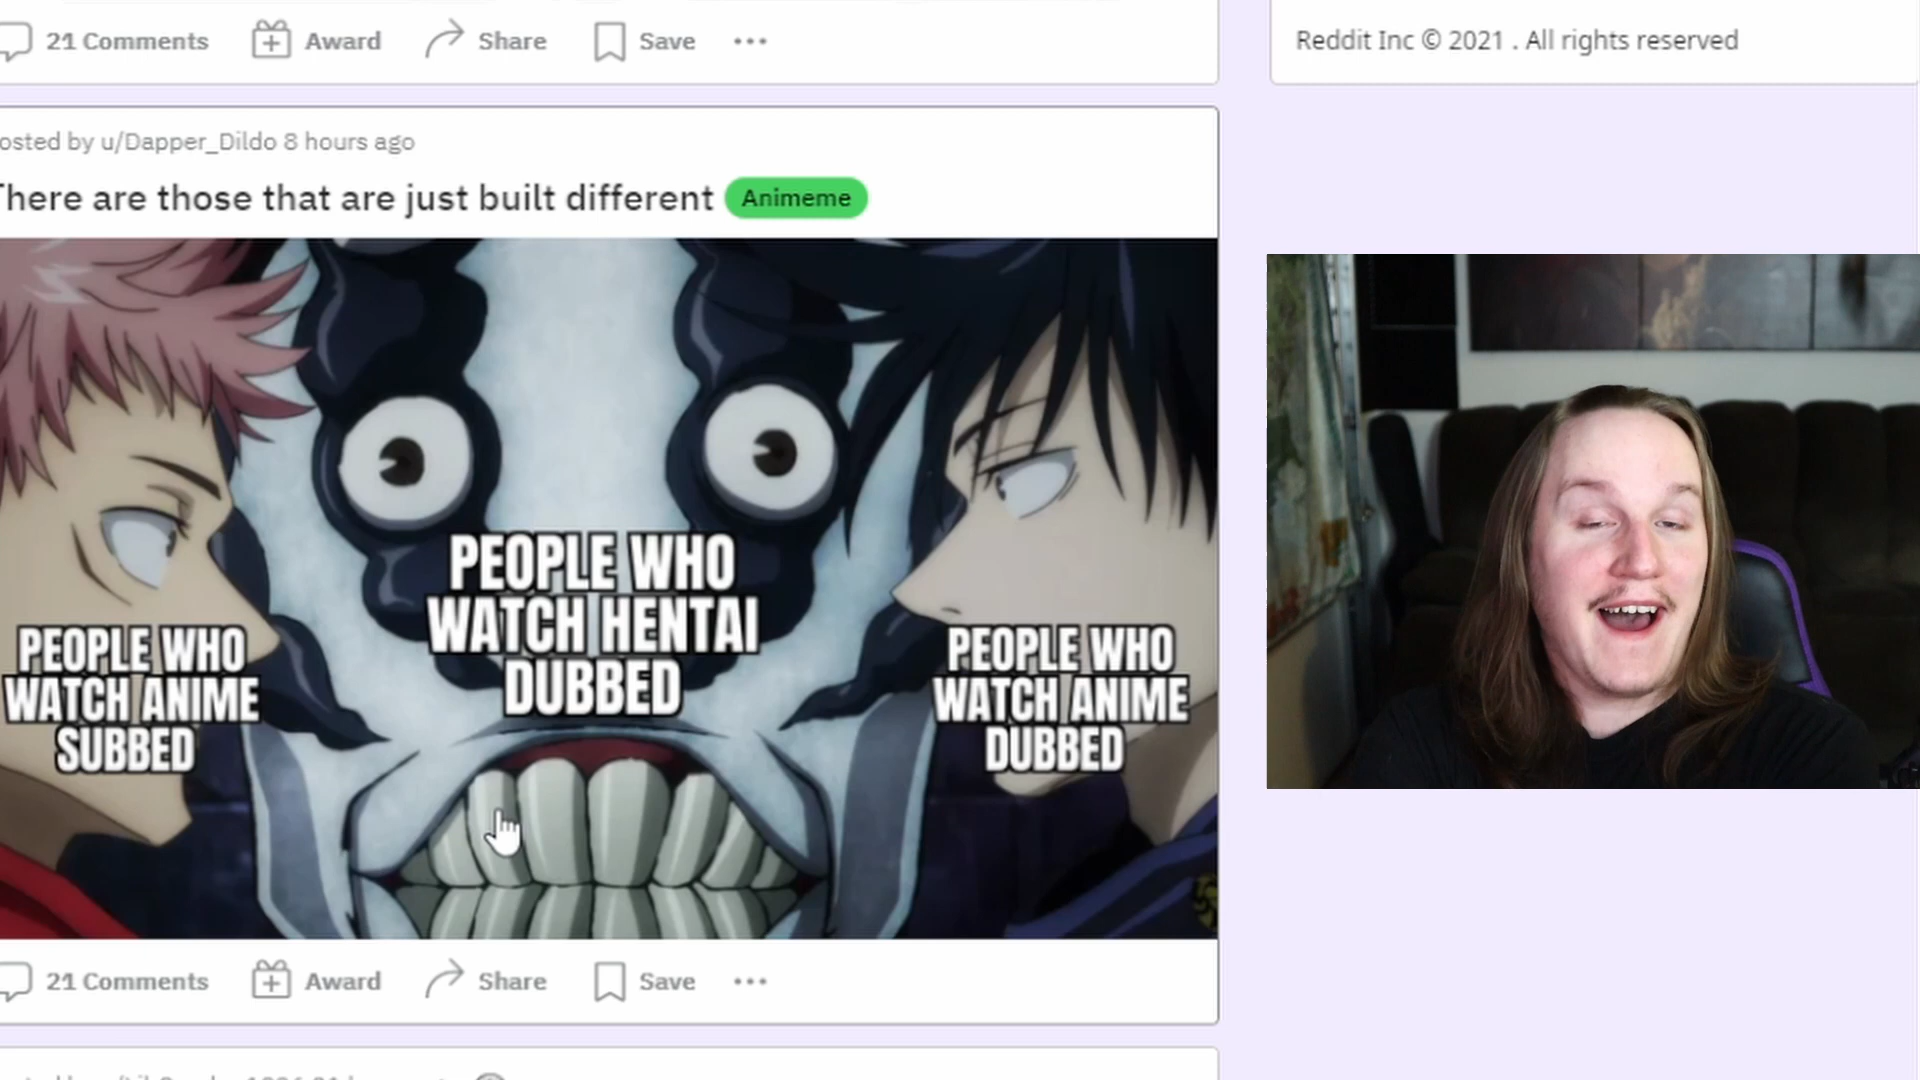 21 Comments Award Share Save
Reddit Inc © 2021 . All rights reserved
osted by u/Dapper_Dildo 8 hours ago
There are those that are just built different Animeme
PEOPLE WHO
WATCH HENTAI
DUBBED
PEOPLE WHO
WATCH ANIME
SUBBED
PEOPLE WHO
WATCH ANIME
DUBBED
21 Comments Award Share Save